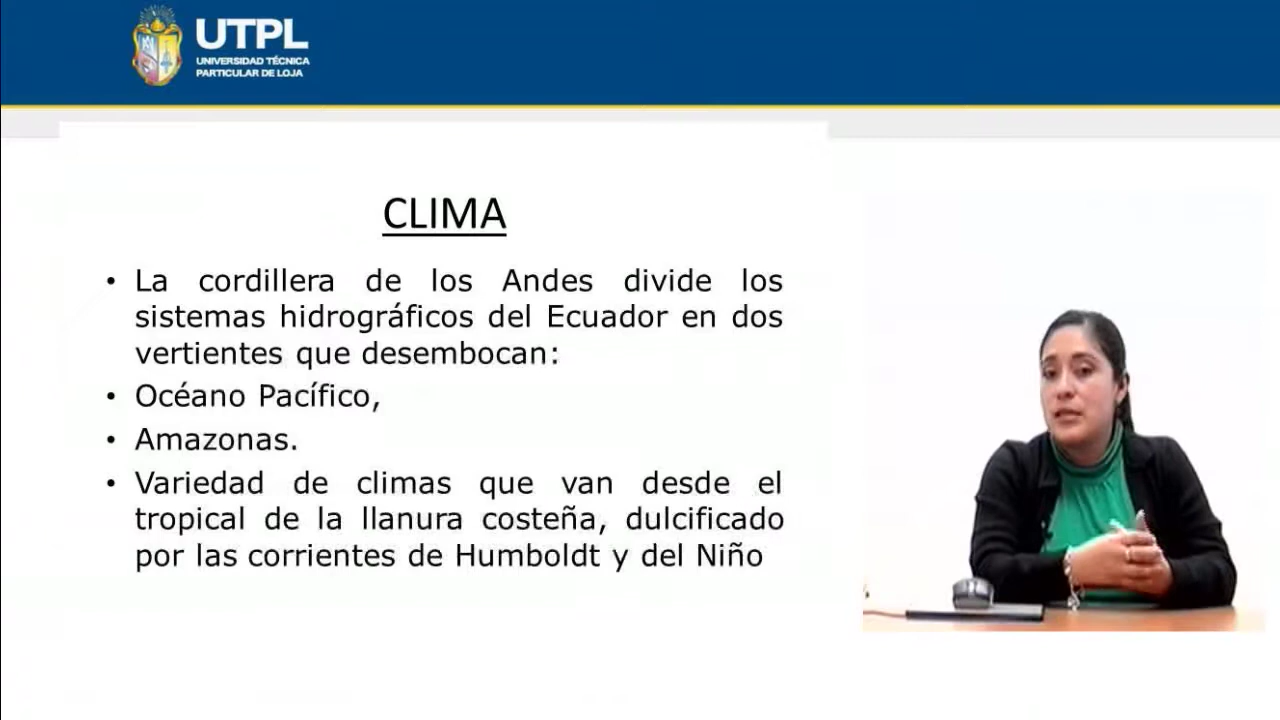 UTPL
UNIVERSIDAD TÉCNICA
PARTICULAR DE LOJA
CLIMA
• La cordillera de los Andes divide los
sistemas hidrográficos del Ecuador en dos
vertientes que desembocan:
• Océano Pacífico,
• Amazonas.
• Variedad de climas que van desde el
tropical de la llanura costeña, dulcificado
por las corrientes de Humboldt y del Niño